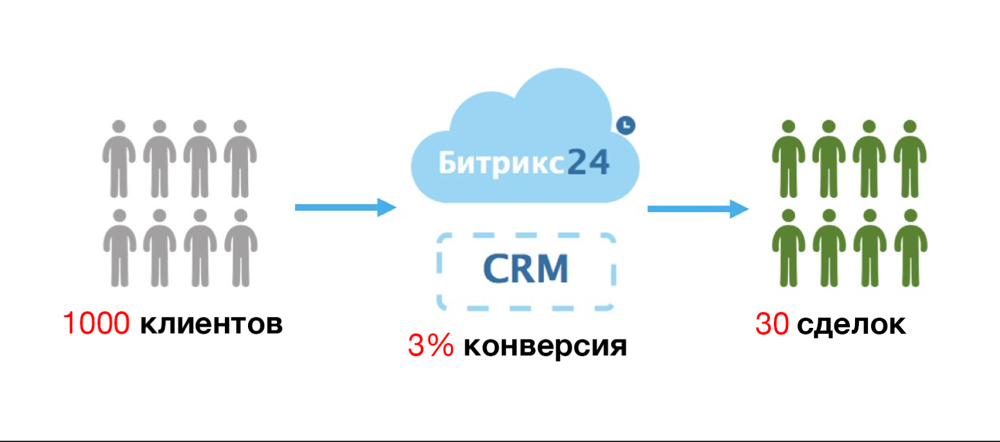 Битрикс24
CRM
1000 клиентов
3% конверсия
30 сделок